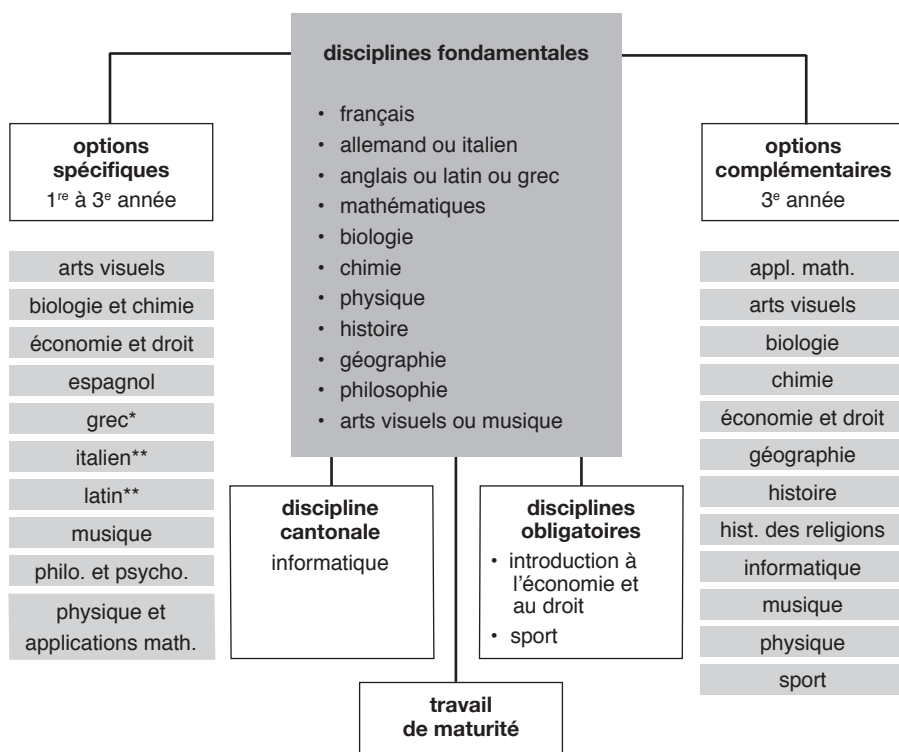 disciplines fondamentales
• français
• allemand ou italien
• anglais ou latin ou grec
• mathématiques
• biologie
• chimie
• physique
• histoire
• géographie
• philosophie
• arts visuels ou musique
options
spécifiques
1re à 3e année
arts visuels
biologie et chimie
économie et droit
espagnol
grec*
italien**
latin**
musique
philo. et psycho.
physique et
applications math.
discipline
cantonale
informatique
disciplines
obligatoires
• introduction à
l'économie et
au droit
• sport
travail
de maturité
options
complémentaires
3e année
appl. math.
arts visuels
biologie
chimie
économie et droit
géographie
histoire
hist. des religions
informatique
musique
physique
sport